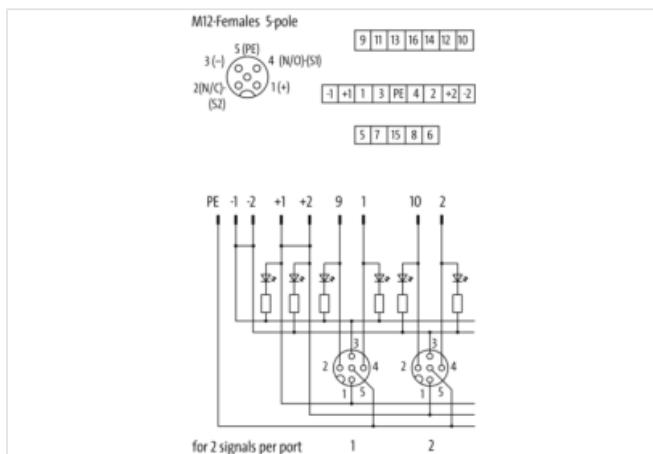 M12-Females 5-pole
5 (PE)
3 (–)
4 (N/O)-(S1)
2(N/C)-
(S2)
1 (+)
9 11 13 16 14 12 10
-1 +1 1 3 PE 4 2 +2 -2
5 7 15 8 6
PE -1 -2 +1 +2 9 1 10 2
3 3
2 4 2 4
1 5 1 5
for 2 signals per port 1 2